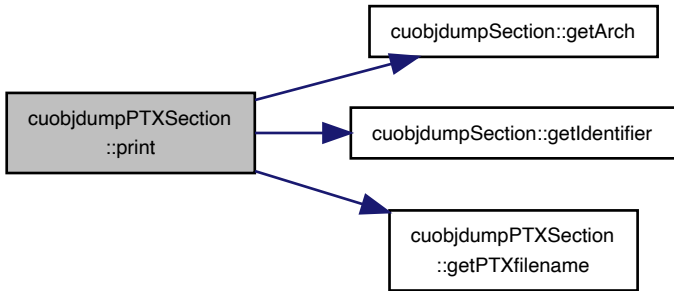 cuobjdumpSection::getArch
cuobjdumpPTXSection
::print
cuobjdumpSection::getIdentifier
cuobjdumpPTXSection
::getPTXfilename